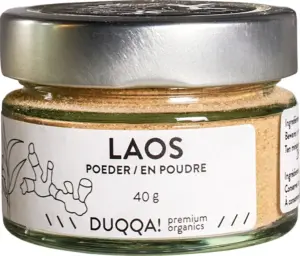 LAOS
POEDER / EN POUDRE
40 g
DUQQA! premium
organics